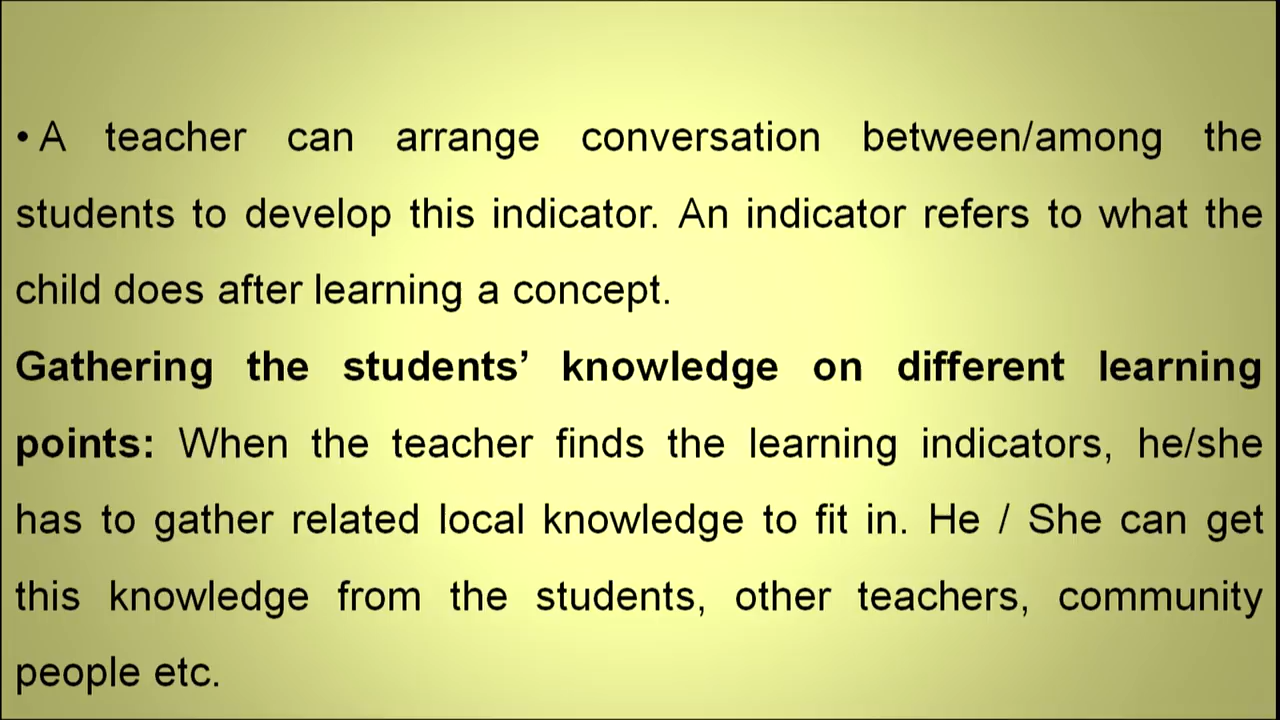 • A teacher can arrange conversation between/among the
students to develop this indicator. An indicator refers to what the
child does after learning a concept.
Gathering the students’ knowledge on different learning
points: When the teacher finds the learning indicators, he/she
has to gather related local knowledge to fit in. He / She can get
this knowledge from the students, other teachers, community
people etc.